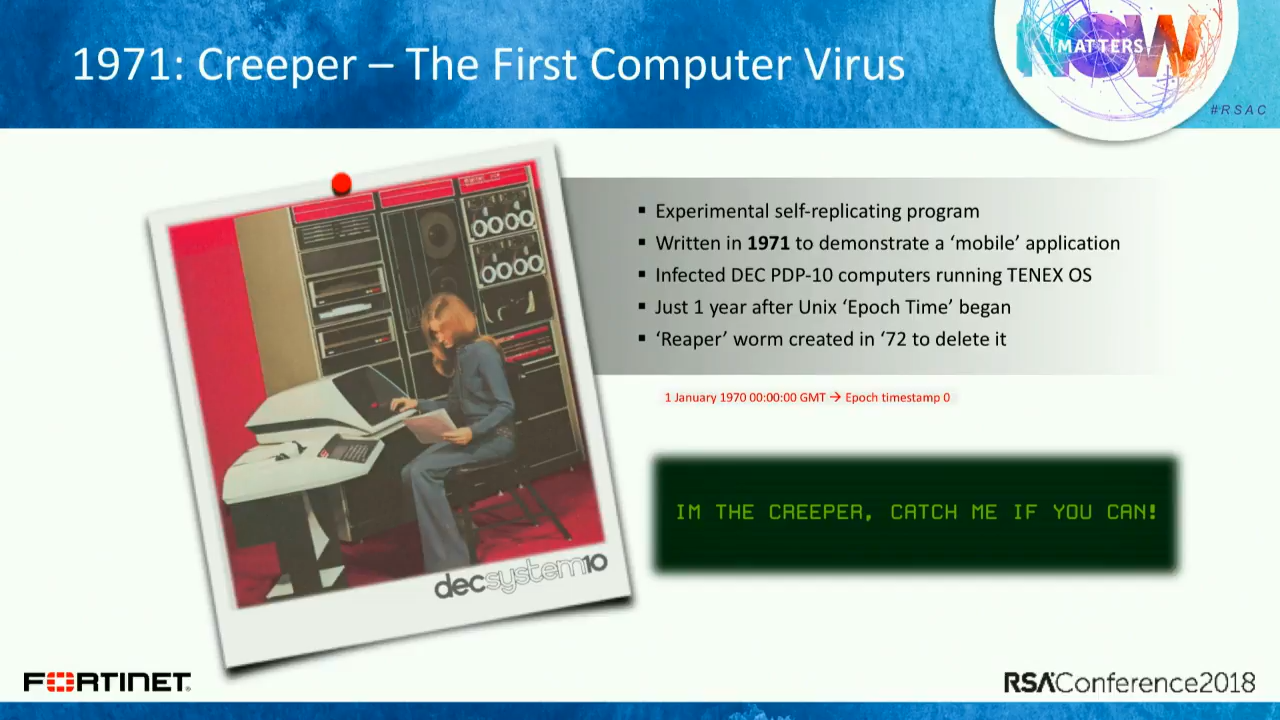 1971: Creeper – The First Computer Virus
NOW
MATTERS
#RSAC
▪ Experimental self-replicating program
▪ Written in 1971 to demonstrate a ‘mobile’ application
▪ Infected DEC PDP-10 computers running TENEX OS
▪ Just 1 year after Unix ‘Epoch Time’ began
▪ ‘Reaper’ worm created in ‘72 to delete it
1 January 1970 00:00:00 GMT → Epoch timestamp 0
IM THE CREEPER, CATCH ME IF YOU CAN!
decsystem10
FORTINET
RSAConference2018